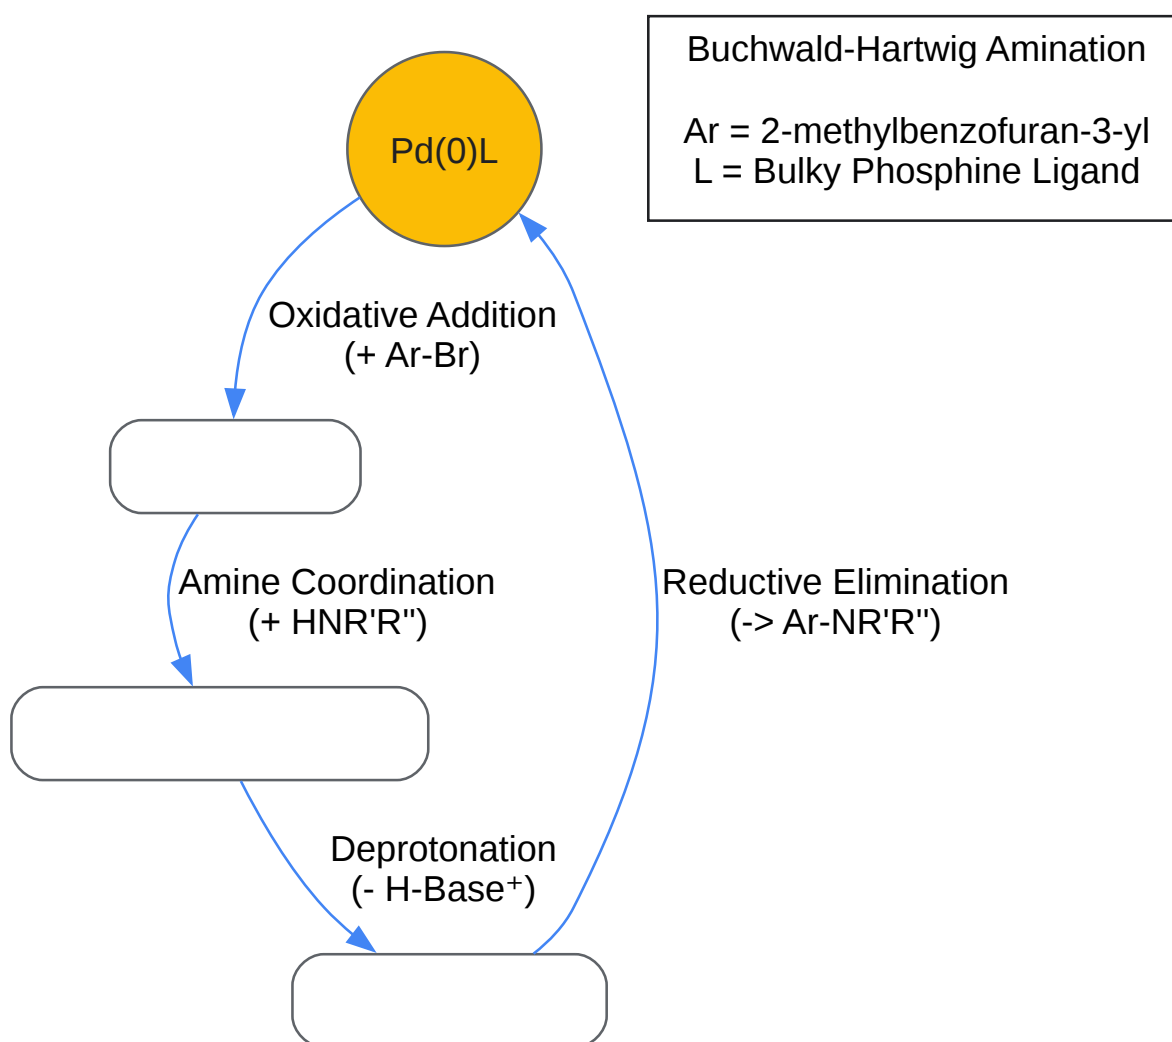 Buchwald-Hartwig Amination
Ar = 2-methylbenzofuran-3-yl
L = Bulky Phosphine Ligand
Pd(0)L
Oxidative Addition
(+ Ar-Br)
Amine Coordination
(+ HNR'R")
Reductive Elimination
(-> Ar-NR'R")
Deprotonation
(- H-Base⁺)